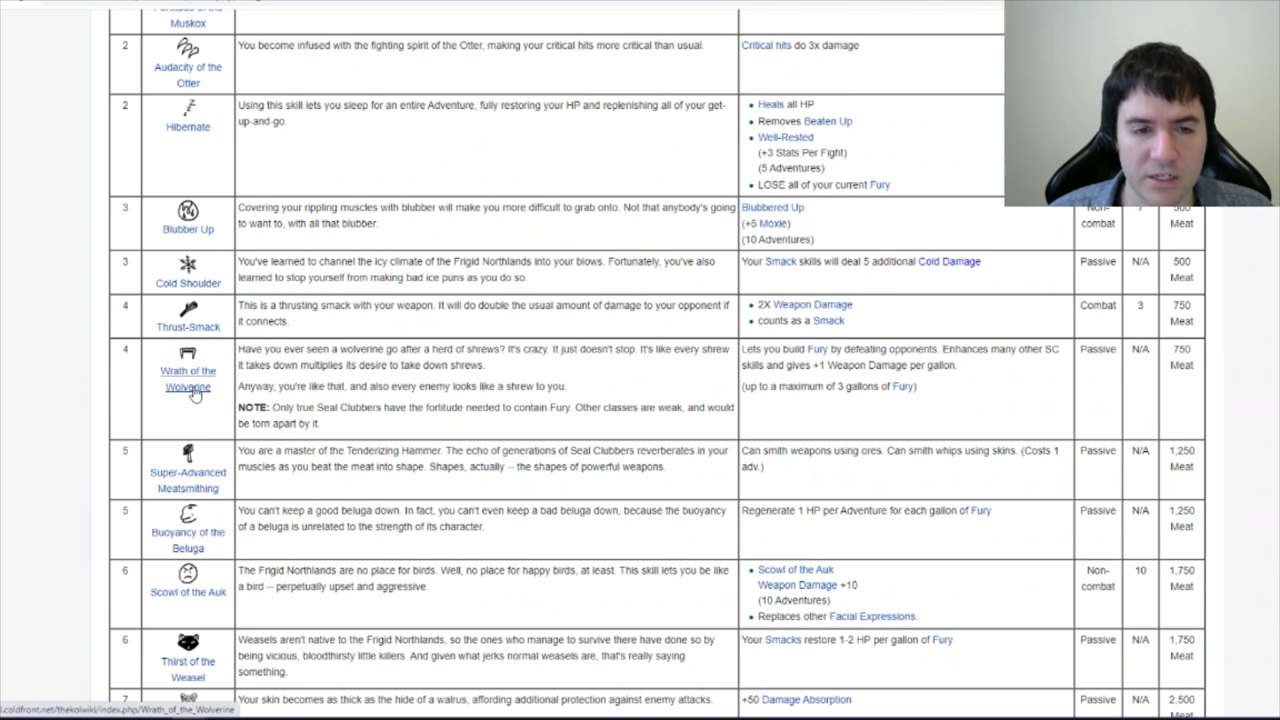 Muskox
2
Audacity of the
Otter
You become infused with the fighting spirit of the Otter, making your critical hits more critical than usual.
Critical hits do 3x damage
2
Hibernate
Using this skill lets you sleep for an entire Adventure, fully restoring your HP and replenishing all of your get-
up-and-go.
• Heals all HP
• Removes Beaten Up
• Well-Rested
(+3 Stats Per Fight)
(5 Adventures)
• LOSE all of your current Fury
3
Blubber Up
Covering your rippling muscles with blubber will make you more difficult to grab onto. Not that anybody's going
to want to, with all that blubber.
Blubbered Up
(+5 Moxie)
(10 Adventures)
combat
Meat
3
Cold Shoulder
You've learned to channel the icy climate of the Frigid Northlands into your blows. Fortunately, you've also
learned to stop yourself from making bad ice puns as you do so.
Your Smack skills will deal 5 additional Cold Damage
Passive
N/A
500
Meat
4
Thrust-Smack
This is a thrusting smack with your weapon. It will do double the usual amount of damage to your opponent if
it connects.
• 2X Weapon Damage
• counts as a Smack
Combat
3
750
Meat
4
Wrath of the
Wolverine
Have you ever seen a wolverine go after a herd of shrews? It's crazy. It just doesn't stop. It's like every shrew
it takes down multiplies its desire to take down shrews.
Anyway, you're like that, and also every enemy looks like a shrew to you.
NOTE: Only true Seal Clubbers have the fortitude needed to contain Fury. Other classes are weak, and would
be torn apart by it.
Lets you build Fury by defeating opponents. Enhances many other SC
skills and gives +1 Weapon Damage per gallon.
(up to a maximum of 3 gallons of Fury)
Passive
N/A
750
Meat
5
Super-Advanced
Meatsmithing
You are a master of the Tenderizing Hammer. The echo of generations of Seal Clubbers reverberates in your
muscles as you beat the meat into shape. Shapes, actually -- the shapes of powerful weapons.
Can smith weapons using ores. Can smith whips using skins. (Costs 1
adv.)
Passive
N/A
1,250
Meat
5
Buoyancy of the
Beluga
You can't keep a good beluga down. In fact, you can't even keep a bad beluga down, because the buoyancy
of a beluga is unrelated to the strength of its character.
Regenerate 1 HP per Adventure for each gallon of Fury
Passive
N/A
1,250
Meat
6
Scowl of the Auk
The Frigid Northlands are no place for birds. Well, no place for happy birds, at least. This skill lets you be like
a bird -- perpetually upset and aggressive.
• Scowl of the Auk
Weapon Damage +10
(10 Adventures)
• Replaces other Facial Expressions.
Non-
combat
10
1,750
Meat
6
Thirst of the
Weasel
Weasels aren't native to the Frigid Northlands, so the ones who manage to survive there have done so by
being vicious, bloodthirsty little killers. And given what jerks normal weasels are, that's really saying
something.
Your Smacks restore 1-2 HP per gallon of Fury
Passive
N/A
1,750
Meat
7
Your skin becomes as thick as the hide of a walrus, affording additional protection against enemy attacks.
+50 Damage Absorption
Passive
N/A
2,500
Meat
l.coldfront.net/thekolwiki/index.php/Wrath_of_the_Wolverine